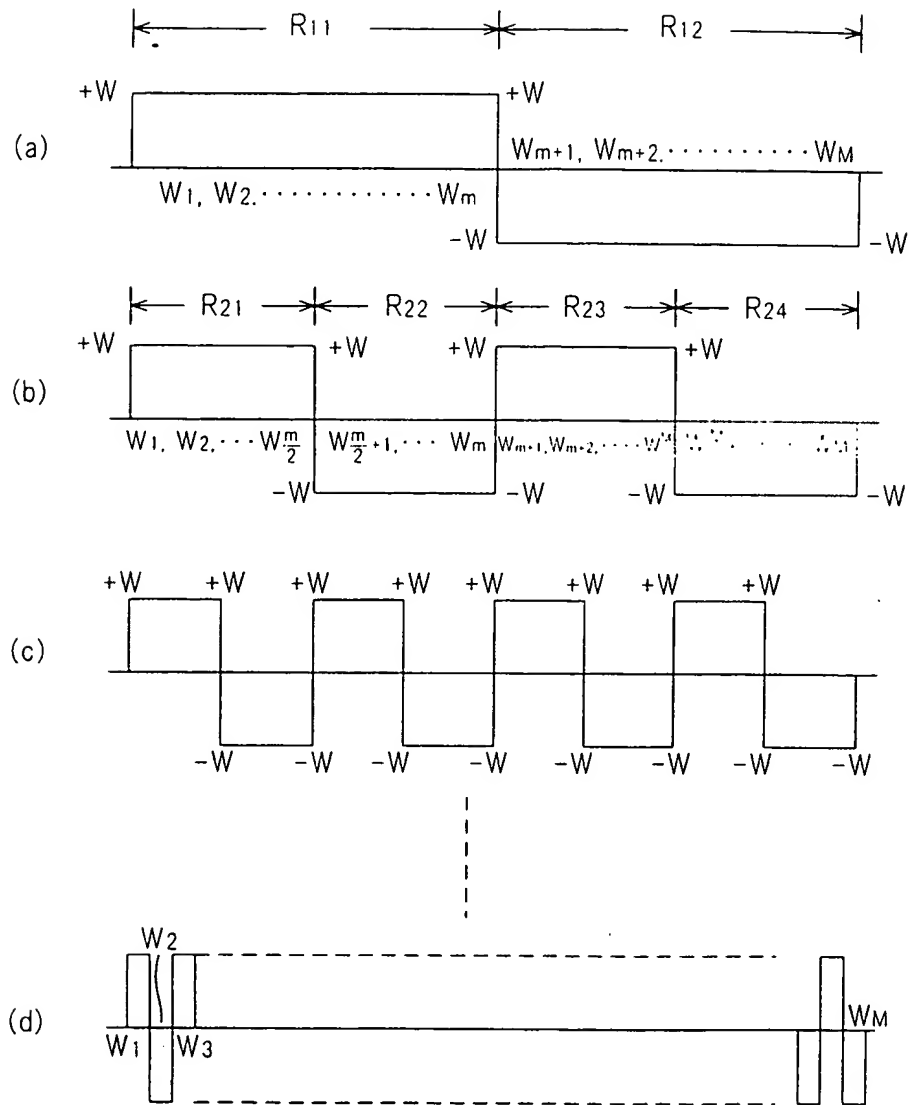 R11 R12
+W +W
(a)
Wm+1, Wm+2. · · · · · · · · · · WM
W1, W2. · · · · · · · · · · · · Wm
-W -W
R21 R22 R23 R24
+W +W +W +W
(b)
W1, W2, · · · Wm/2 Wm/2+1, · · · Wm Wm+1, Wm+2, · · · · · W
-W -W -W -W
+W +W +W +W +W +W +W +W
(c)
-W -W -W -W -W -W -W -W
W2
(d)
W1 W3 WM